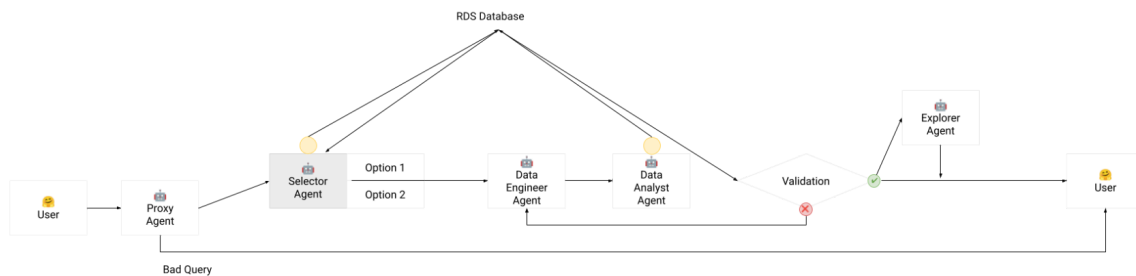 RDS Database
Explorer
Agent
Option 1
Option 2
Selector
Agent
Data
Engineer
Agent
Data
Analyst
Agent
Validation
User
User
Proxy
Agent
Bad Query